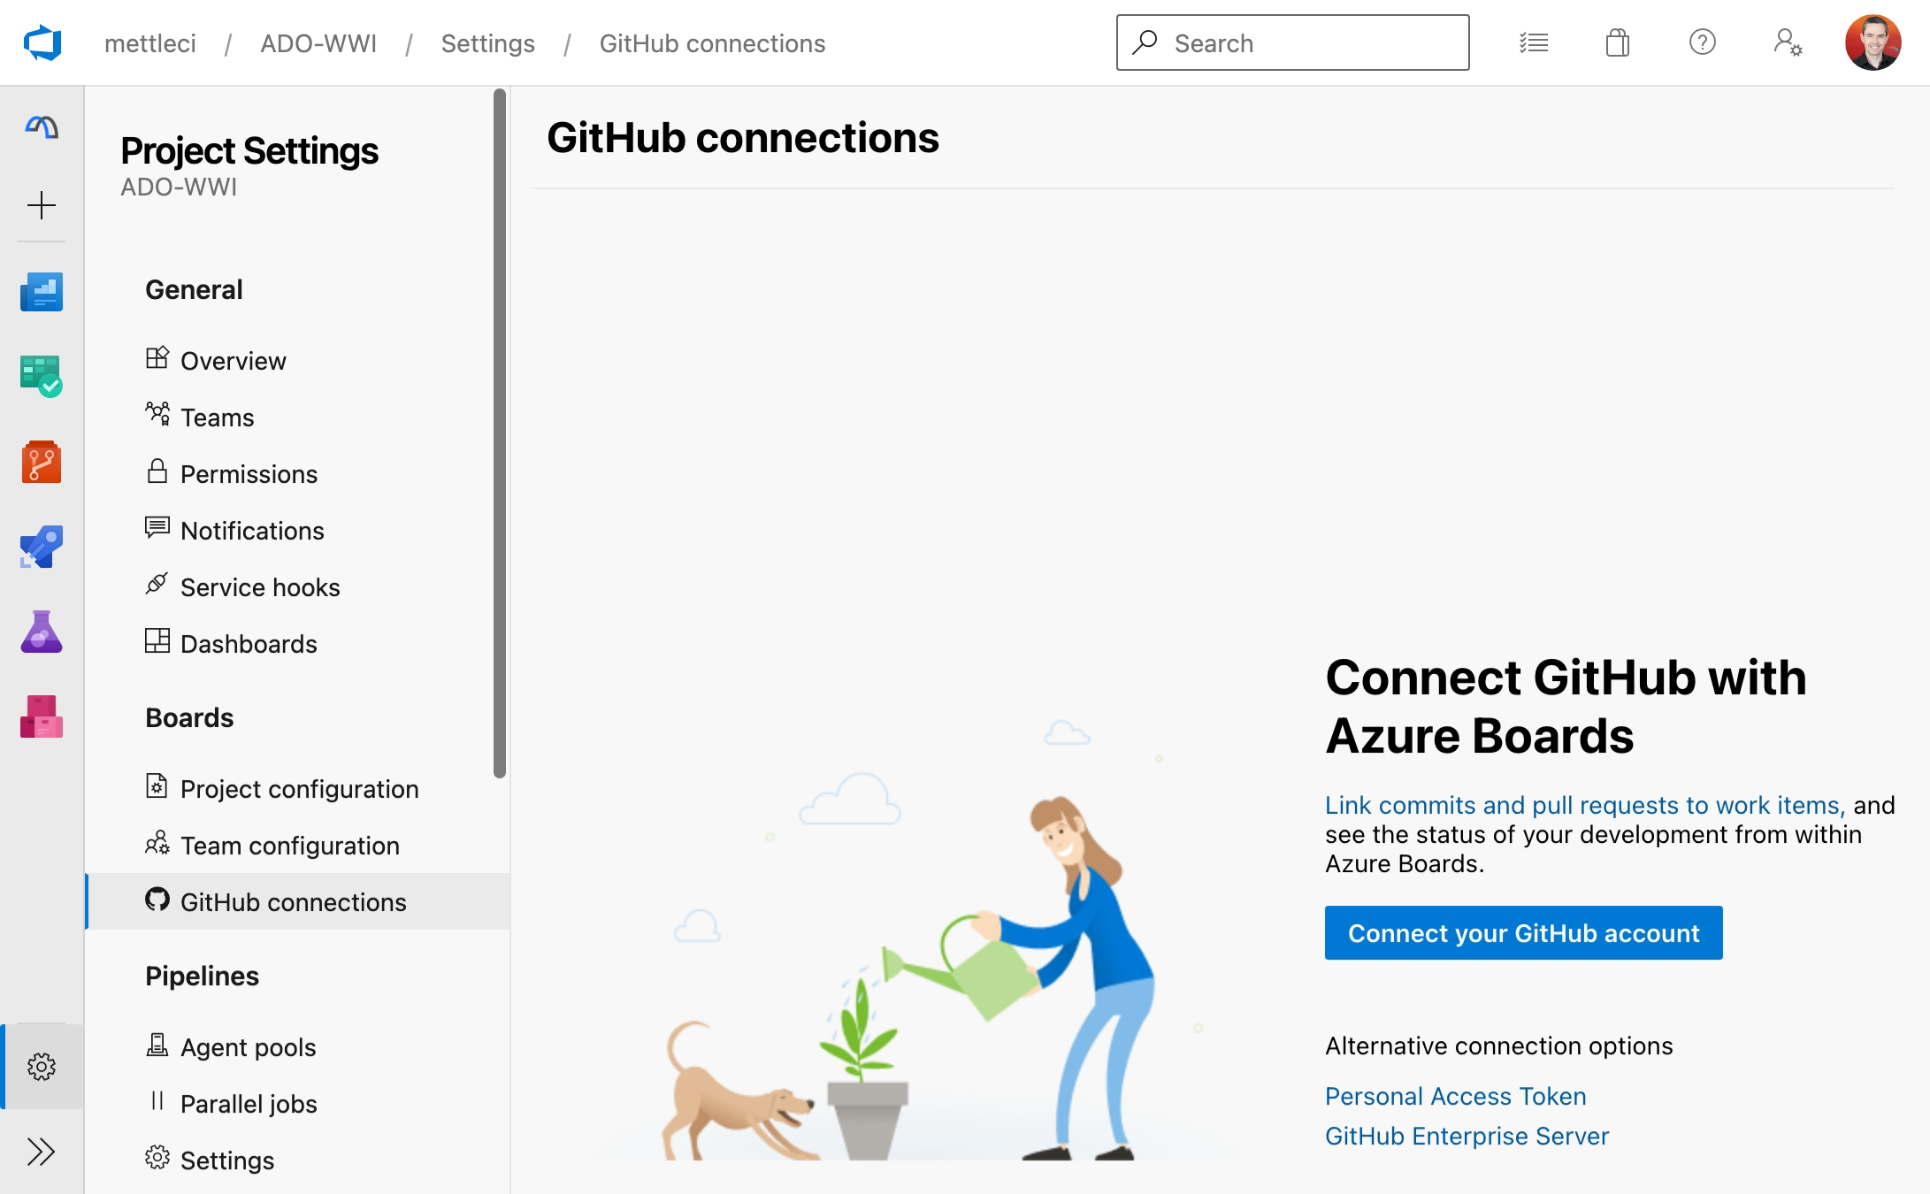 mettleci / ADO-WWI / Settings / GitHub connections
Search
Project Settings
ADO-WWI
General
Overview
Teams
Permissions
Notifications
Service hooks
Dashboards
Boards
Project configuration
Team configuration
GitHub connections
Pipelines
Agent pools
Parallel jobs
Settings
GitHub connections
Connect GitHub with
Azure Boards
Link commits and pull requests to work items, and
see the status of your development from within
Azure Boards.
Connect your GitHub account
Alternative connection options
Personal Access Token
GitHub Enterprise Server